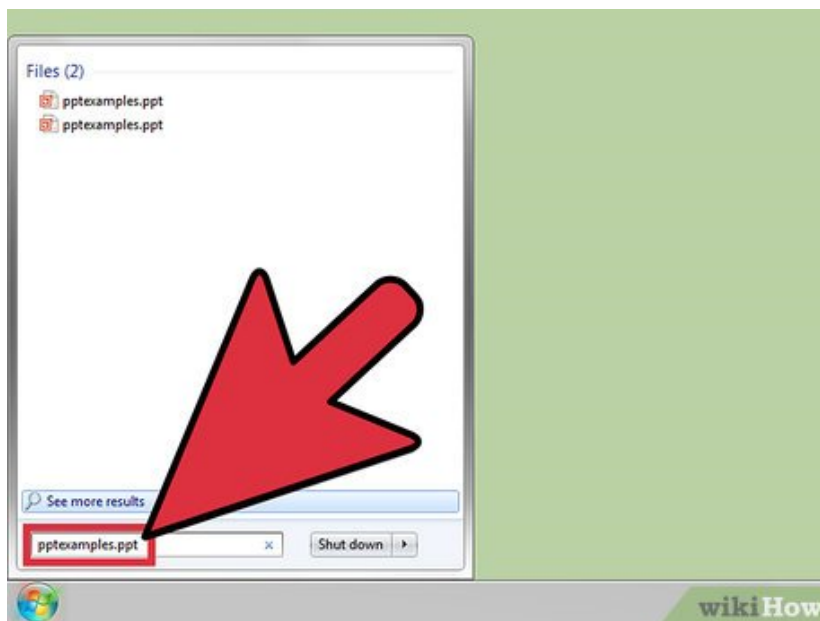 Files (2)
pptexamples.ppt
pptexamples.ppt
See more results
pptexamples.ppt
Shut down
wikiHow